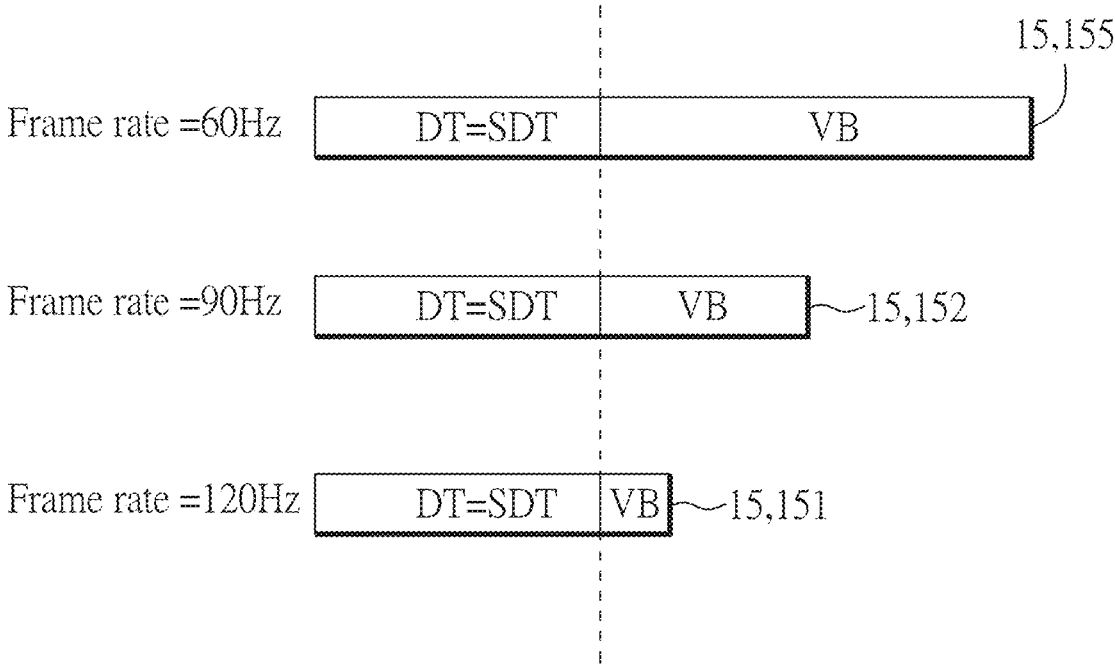 15,155
Frame rate =60Hz DT=SDT VB
Frame rate =90Hz DT=SDT VB 15,152
Frame rate =120Hz DT=SDT VB 15,151